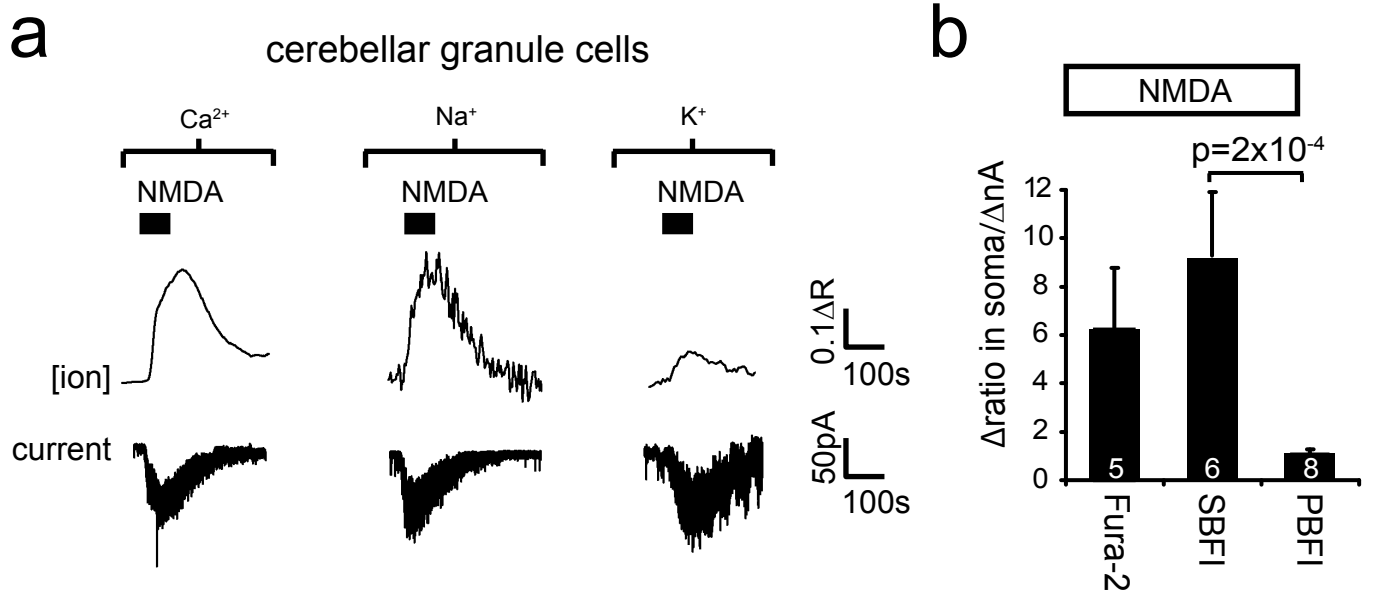 a
cerebellar granule cells
Ca²⁺
Na⁺
K⁺
NMDA
NMDA
NMDA
[ion]
current
0.1ΔR
100s
50pA
100s
b
NMDA
p=2x10⁻⁴
Δratio in soma/ΔnA
12
10
8
6
4
2
0
5
6
8
Fura-2
SBFI
PBFI